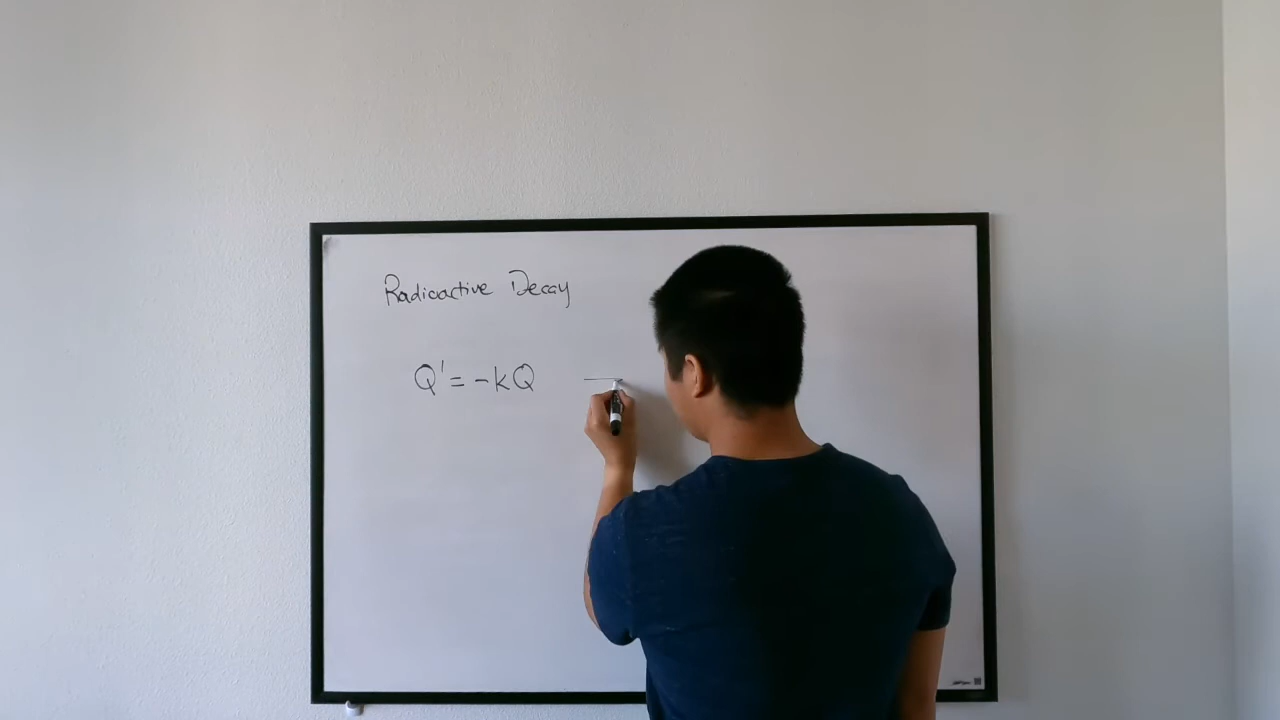 Radioactive Decay
Q' = -kQ